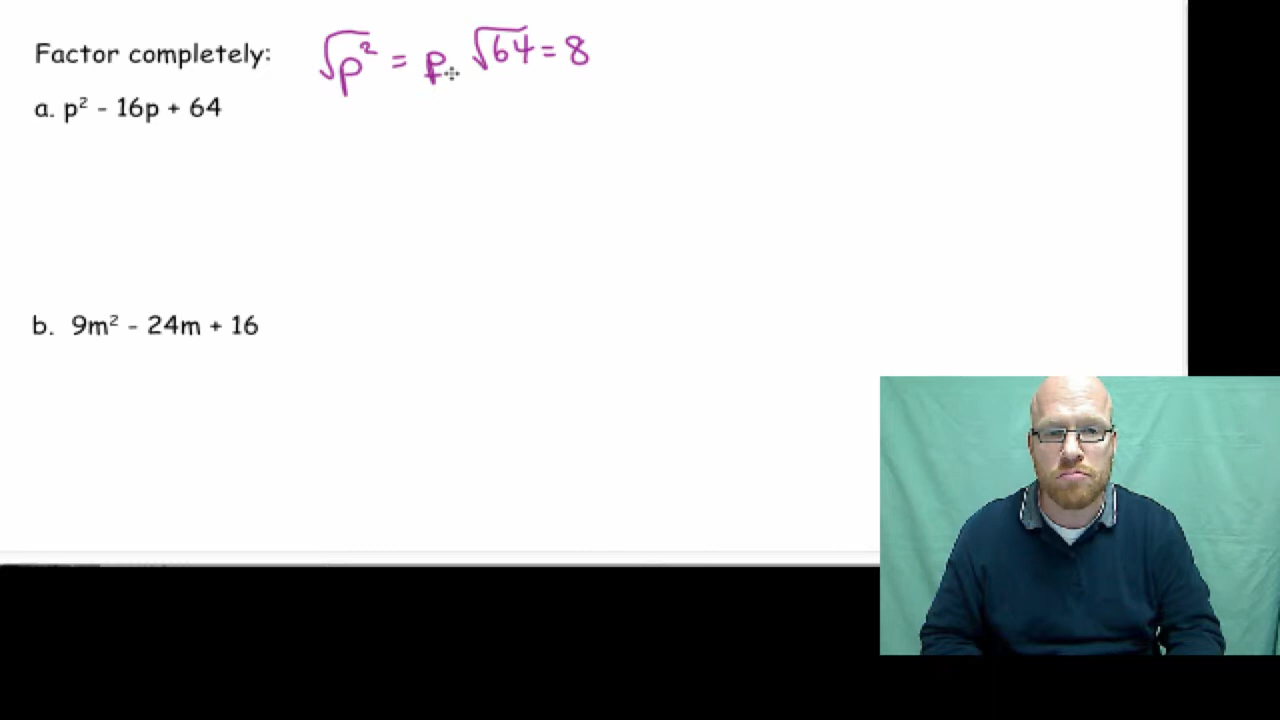 Factor completely: √p² = p √64 = 8
a. p² - 16p + 64
b. 9m² - 24m + 16